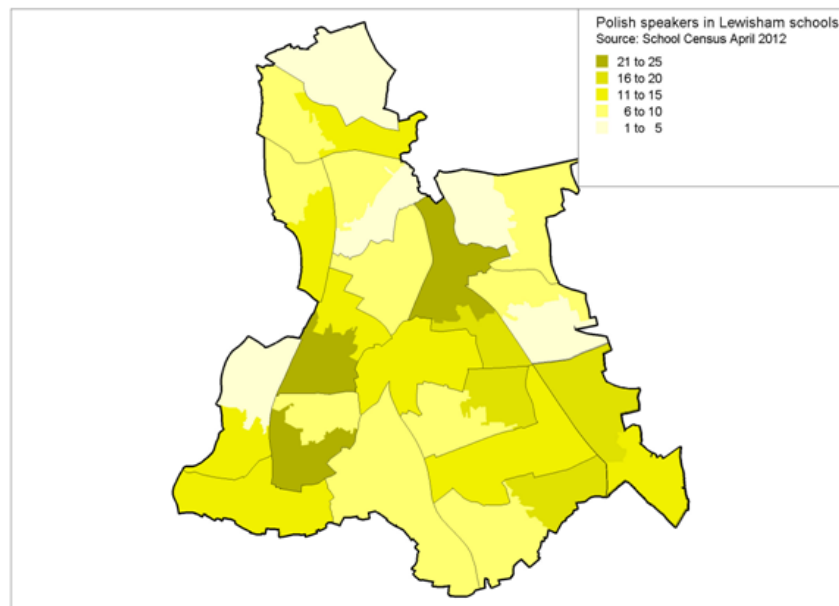 Polish speakers in Lewisham schools
Source: School Census April 2012
21 to 25
16 to 20
11 to 15
6 to 10
1 to 5